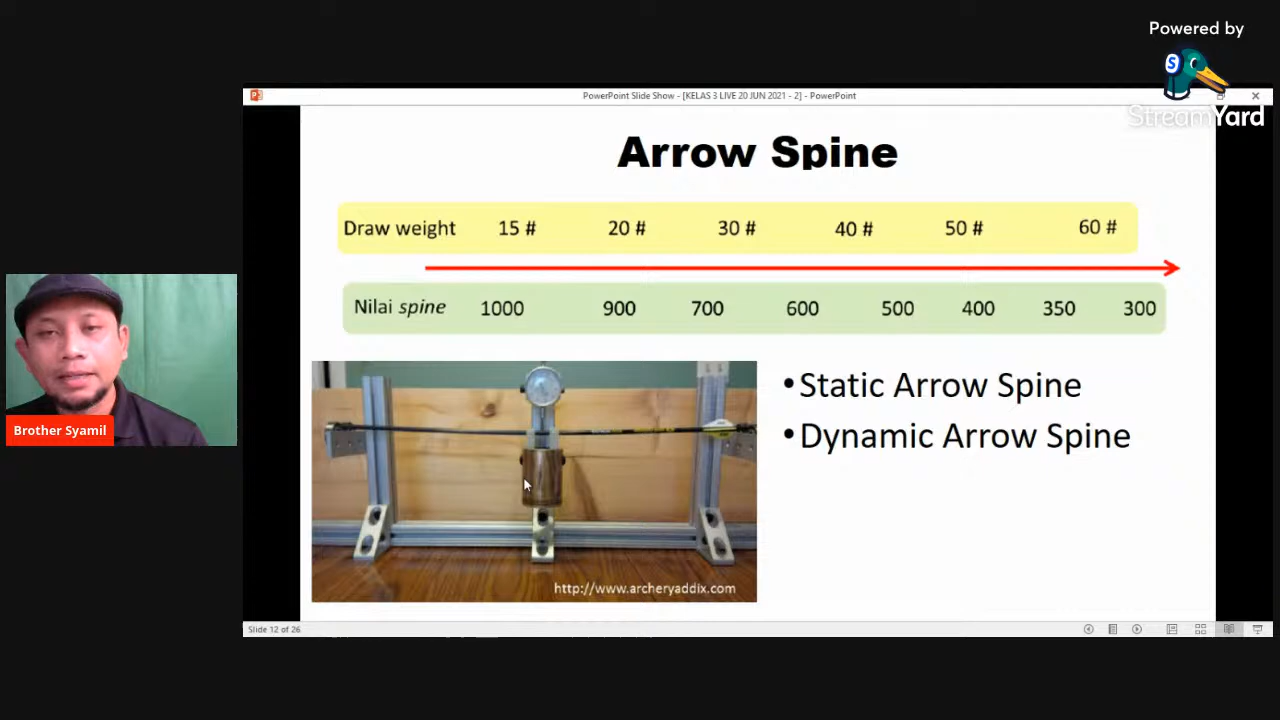 Powered by
StreamYard
PowerPoint Slide Show - [KELAS 3 LIVE 20 JUN 2021 - 2] - PowerPoint
Arrow Spine
Draw weight 15 # 20 # 30 # 40 # 50 # 60 #
Nilai spine 1000 900 700 600 500 400 350 300
•Static Arrow Spine
•Dynamic Arrow Spine
Brother Syamil
http://www.archeryaddix.com
Slide 12 of 26